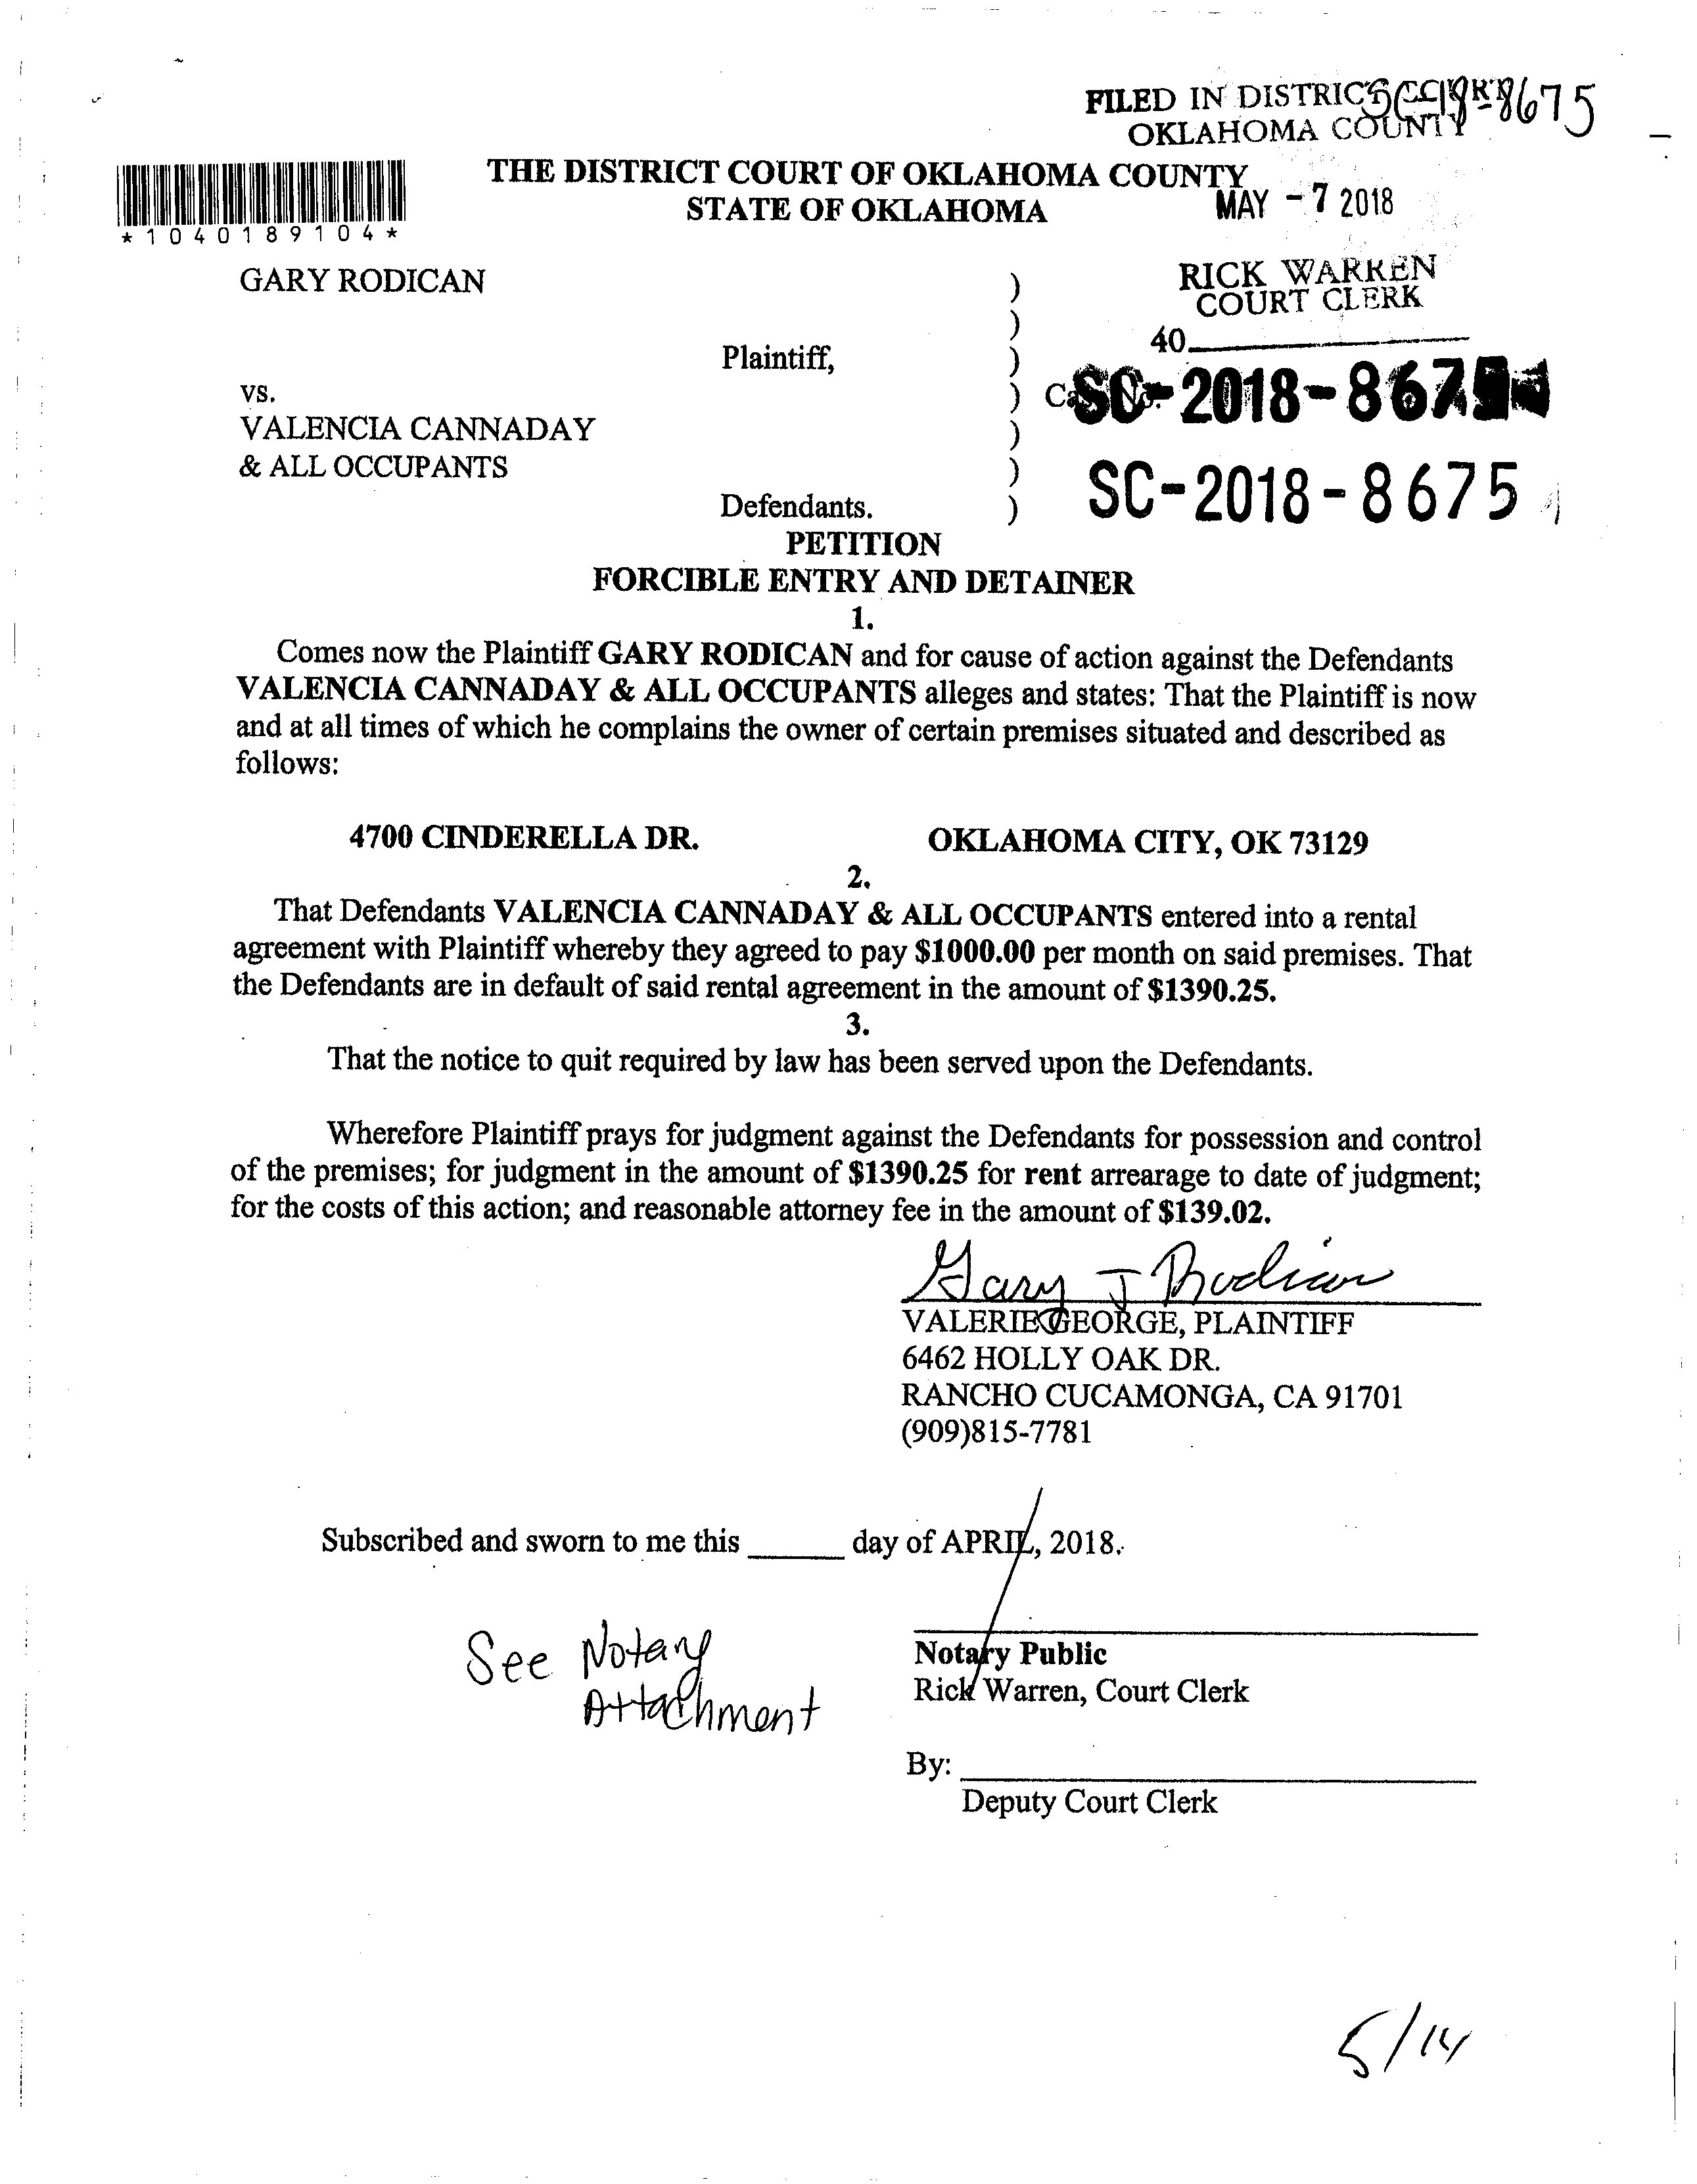 FILED IN DISTRICT COURT
OKLAHOMA COUNTY
SC-18-8675
THE DISTRICT COURT OF OKLAHOMA COUNTY
STATE OF OKLAHOMA
MAY - 7 2018
*1040189104*
RICK WARREN
COURT CLERK
40
GARY RODICAN )
)
Plaintiff, )
vs. ) Case No.
SC-2018-8675
VALENCIA CANNADAY )
& ALL OCCUPANTS )
SC-2018-8675
Defendants. )
PETITION
FORCIBLE ENTRY AND DETAINER
1.
Comes now the Plaintiff GARY RODICAN and for cause of action against the Defendants
VALENCIA CANNADAY & ALL OCCUPANTS alleges and states: That the Plaintiff is now
and at all times of which he complains the owner of certain premises situated and described as
follows:
4700 CINDERELLA DR. OKLAHOMA CITY, OK 73129
2.
That Defendants VALENCIA CANNADAY & ALL OCCUPANTS entered into a rental
agreement with Plaintiff whereby they agreed to pay $1000.00 per month on said premises. That
the Defendants are in default of said rental agreement in the amount of $1390.25.
3.
That the notice to quit required by law has been served upon the Defendants.
Wherefore Plaintiff prays for judgment against the Defendants for possession and control
of the premises; for judgment in the amount of $1390.25 for rent arrearage to date of judgment;
for the costs of this action; and reasonable attorney fee in the amount of $139.02.
Gary J Rodican
VALERIE GEORGE, PLAINTIFF
6462 HOLLY OAK DR.
RANCHO CUCAMONGA, CA 91701
(909)815-7781
Subscribed and sworn to me this ______ day of APRIL, 2018.
See Notary
Attachment
Notary Public
Rick Warren, Court Clerk
By:
Deputy Court Clerk
5/14